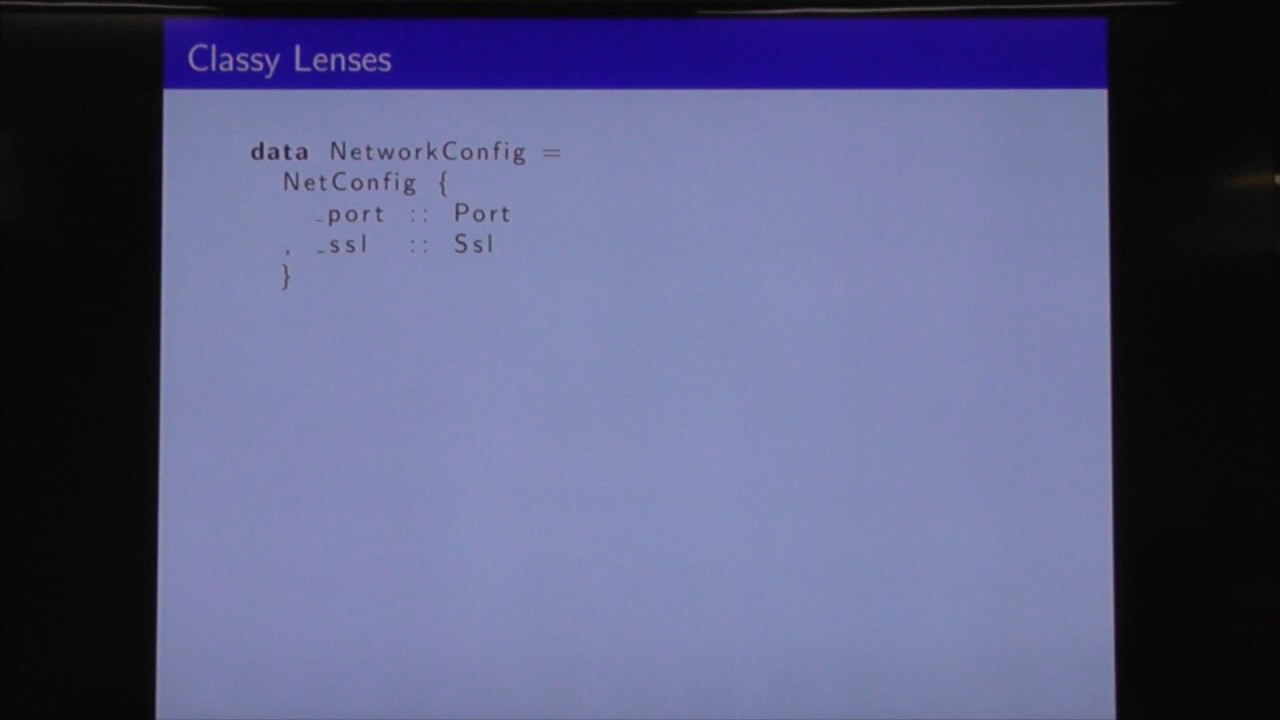 Classy Lenses
data NetworkConfig =
NetConfig {
_port :: Port
, _ssl :: Ssl
}